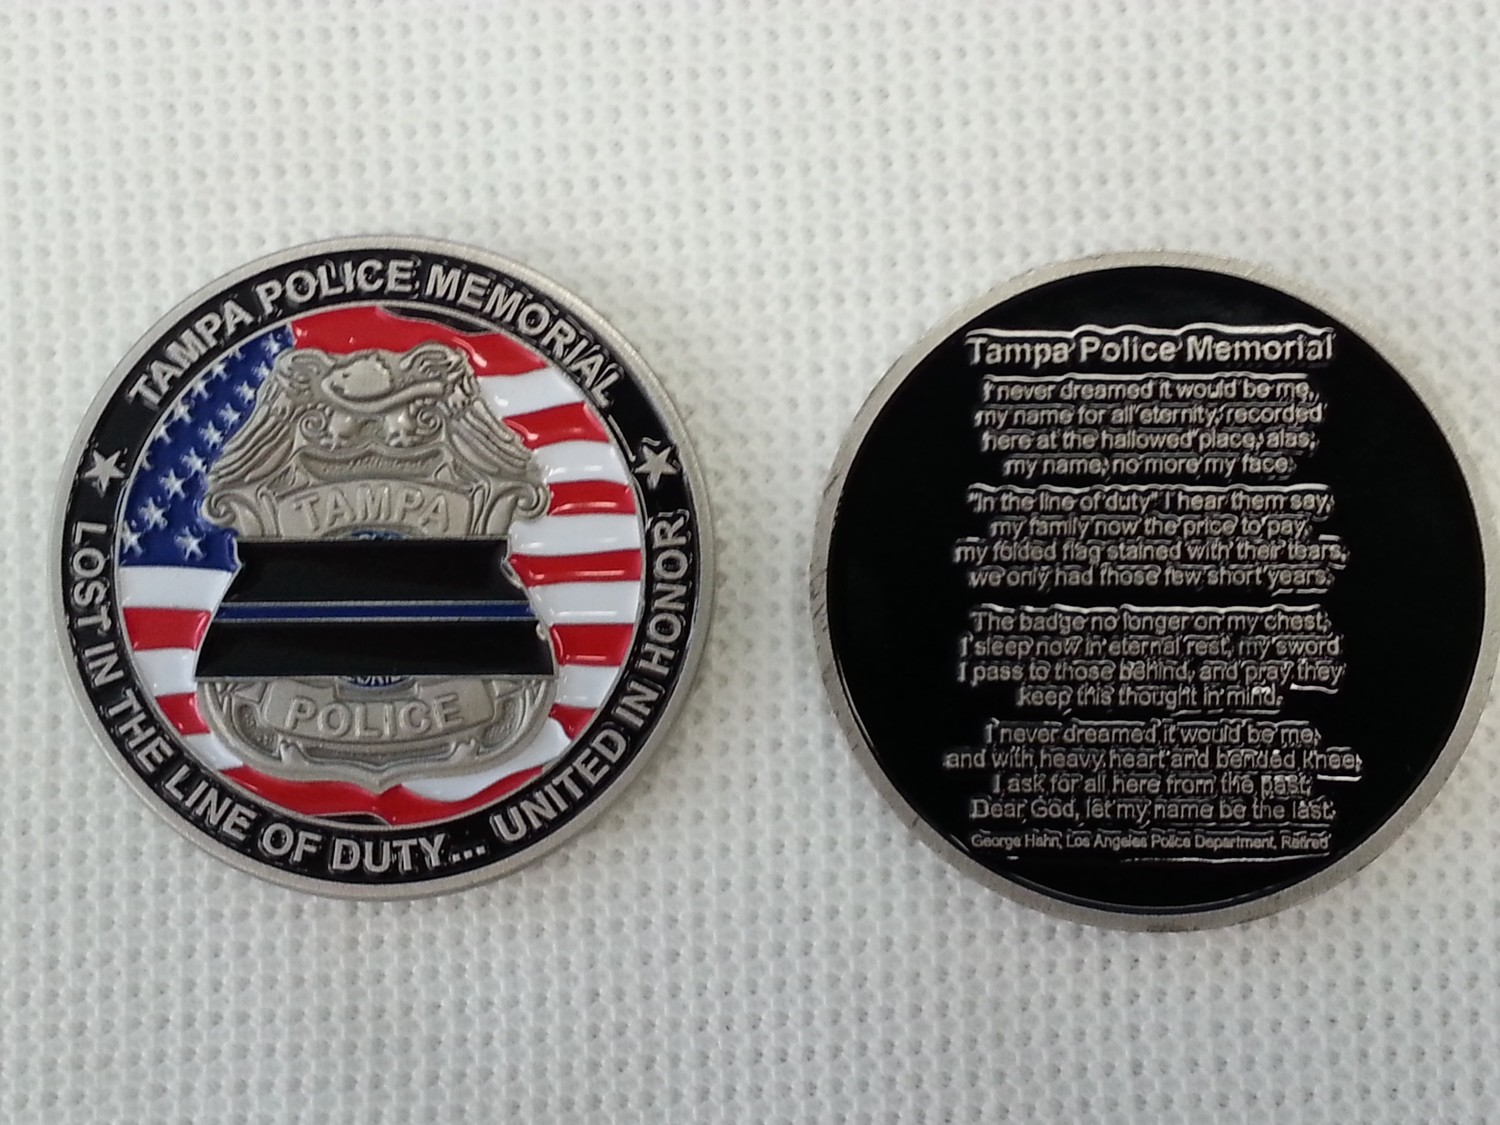 TAMPA POLICE MEMORIAL
LOST IN THE LINE OF DUTY... UNITED IN HONOR
TAMPA
POLICE
Tampa Police Memorial
I never dreamed it would be me,
my name for all eternity, recorded
here at the hallowed place, alas,
my name, no more my face.
"In the line of duty" I hear them say,
my family now the price to pay,
my folded flag stained with their tears,
we only had those few short years.
The badge no longer on my chest,
I sleep now in eternal rest, my sword
I pass to those behind, and pray they
keep this thought in mind.
I never dreamed it would be me,
and with heavy heart and bended knee,
I ask for all here from the past,
Dear God, let my name be the last.
George Hahn, Los Angeles Police Department, Retired